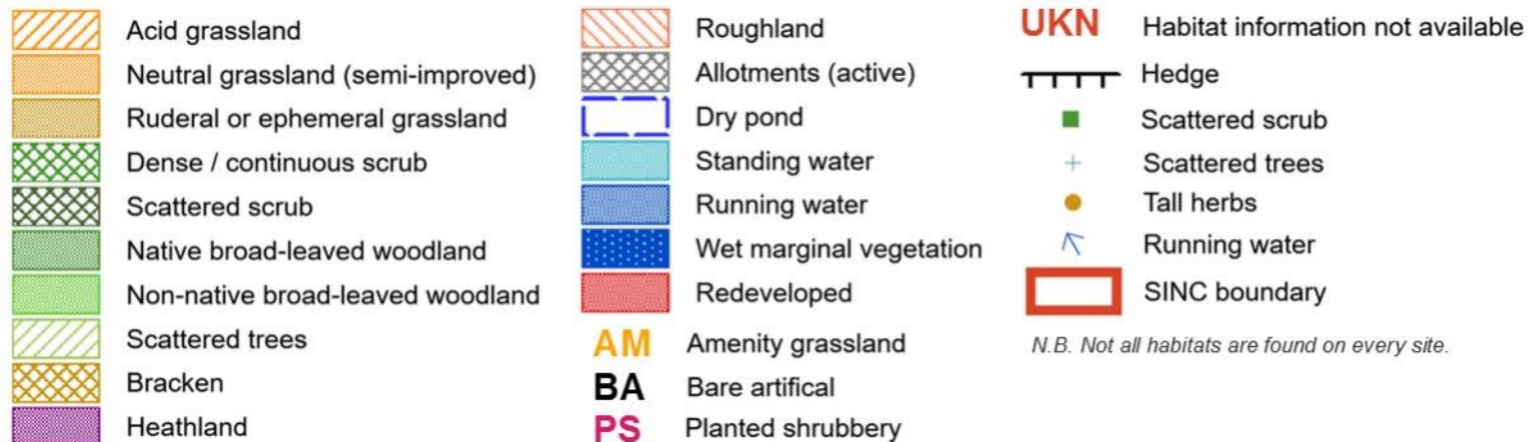 Acid grassland
Neutral grassland (semi-improved)
Ruderal or ephemeral grassland
Dense / continuous scrub
Scattered scrub
Native broad-leaved woodland
Non-native broad-leaved woodland
Scattered trees
Bracken
Heathland
Roughland
Allotments (active)
Dry pond
Standing water
Running water
Wet marginal vegetation
Redeveloped
AM Amenity grassland
BA Bare artifical
PS Planted shrubbery
UKN Habitat information not available
Hedge
Scattered scrub
Scattered trees
Tall herbs
Running water
SINC boundary
N.B. Not all habitats are found on every site.